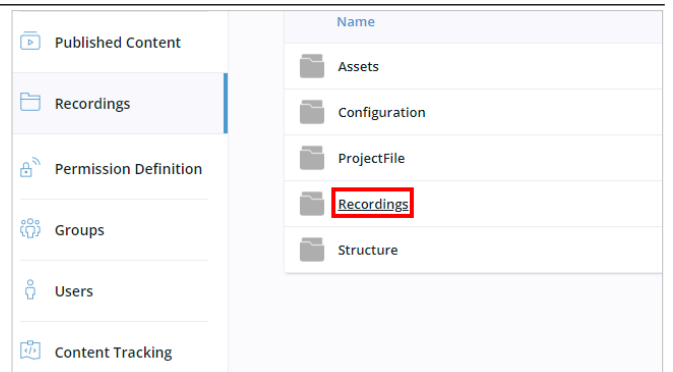 Published Content
Recordings
Permission Definition
Groups
Users
Content Tracking
Name
Assets
Configuration
ProjectFile
Recordings
Structure